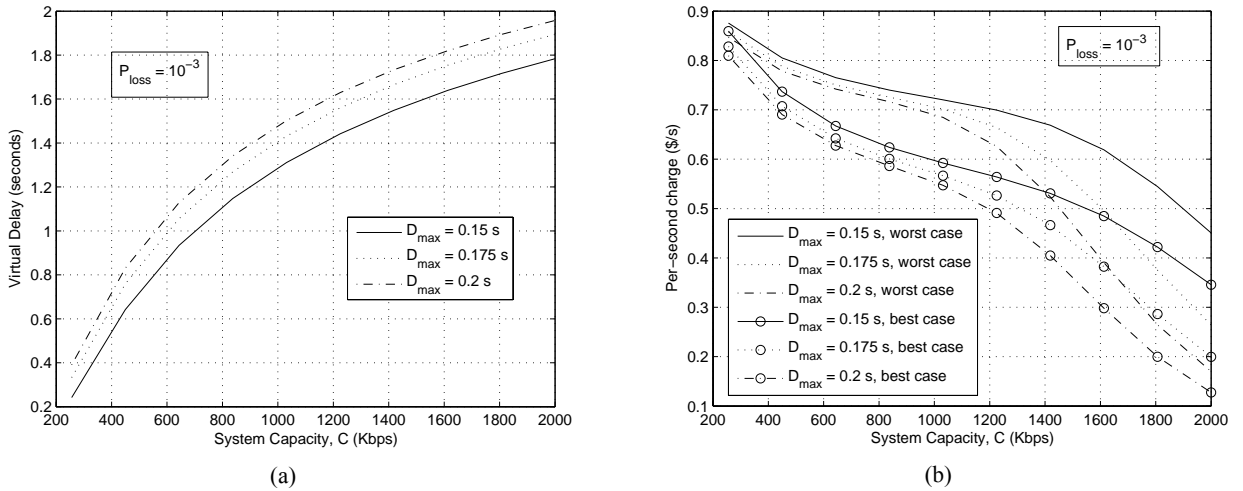 2
1.8
1.6
1.4
1.2
1
0.8
0.6
0.4
0.2
Virtual Delay (seconds)
P_loss = 10^−3
D_max = 0.15 s
D_max = 0.175 s
D_max = 0.2 s
200 400 600 800 1000 1200 1400 1600 1800 2000
System Capacity, C (Kbps)
(a)
0.9
0.8
0.7
0.6
0.5
0.4
0.3
0.2
0.1
Per−second charge ($/s)
P_loss = 10^−3
D_max = 0.15 s, worst case
D_max = 0.175 s, worst case
D_max = 0.2 s, worst case
D_max = 0.15 s, best case
D_max = 0.175 s, best case
D_max = 0.2 s, best case
200 400 600 800 1000 1200 1400 1600 1800 2000
System Capacity, C (Kbps)
(b)